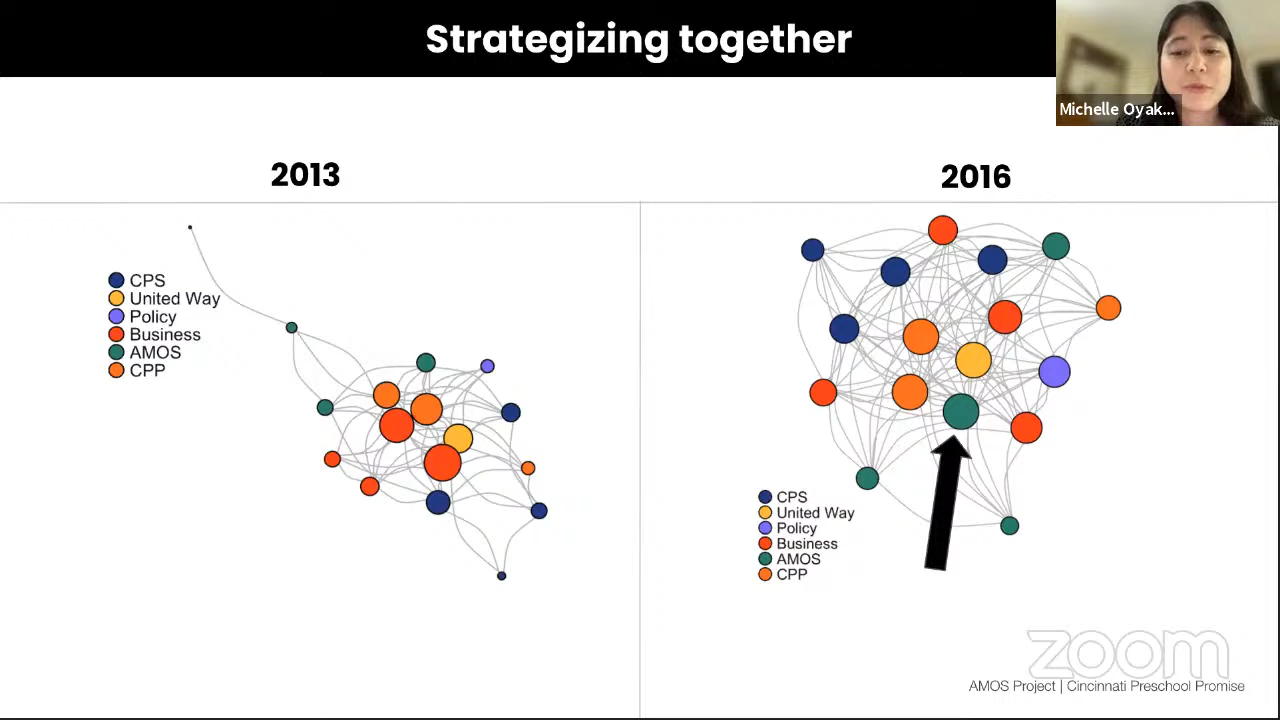 Strategizing together
Michelle Oyak...
2013
2016
CPS
United Way
Policy
Business
AMOS
CPP
CPS
United Way
Policy
Business
AMOS
CPP
zoom
AMOS Project | Cincinnati Preschool Promise